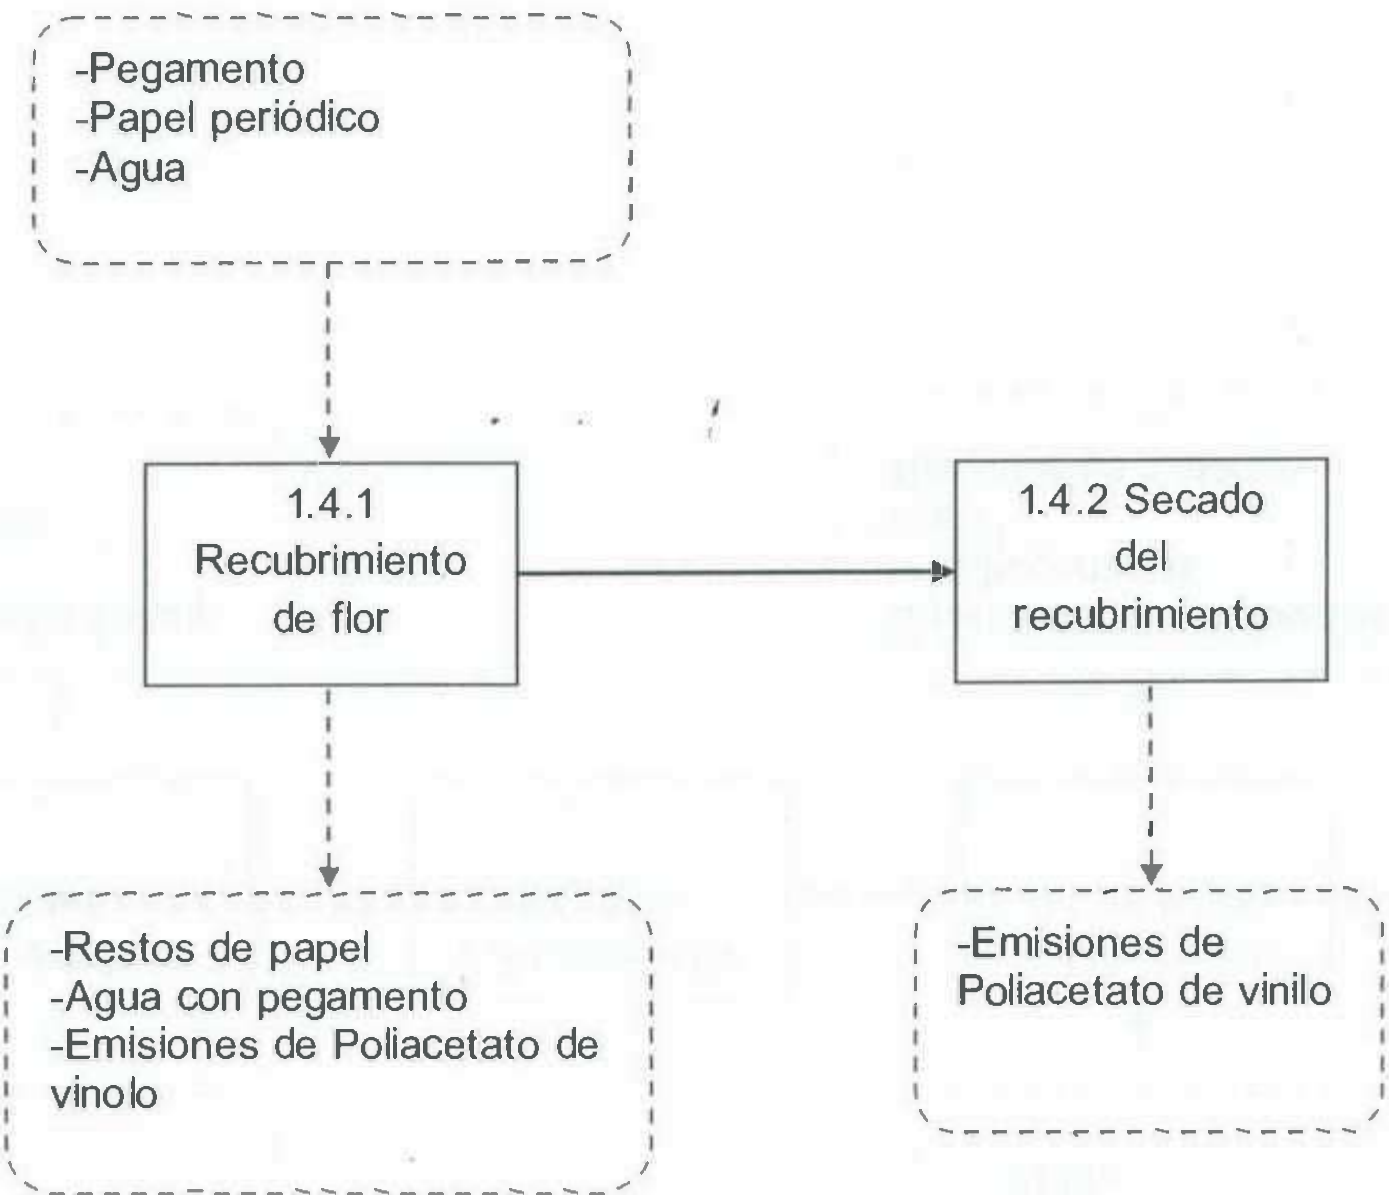 -Pegamento
-Papel periódico
-Agua
1.4.1
Recubrimiento
de flor
1.4.2 Secado
del
recubrimiento
-Restos de papel
-Agua con pegamento
-Emisiones de Poliacetato de
vinolo
-Emisiones de
Poliacetato de vinilo